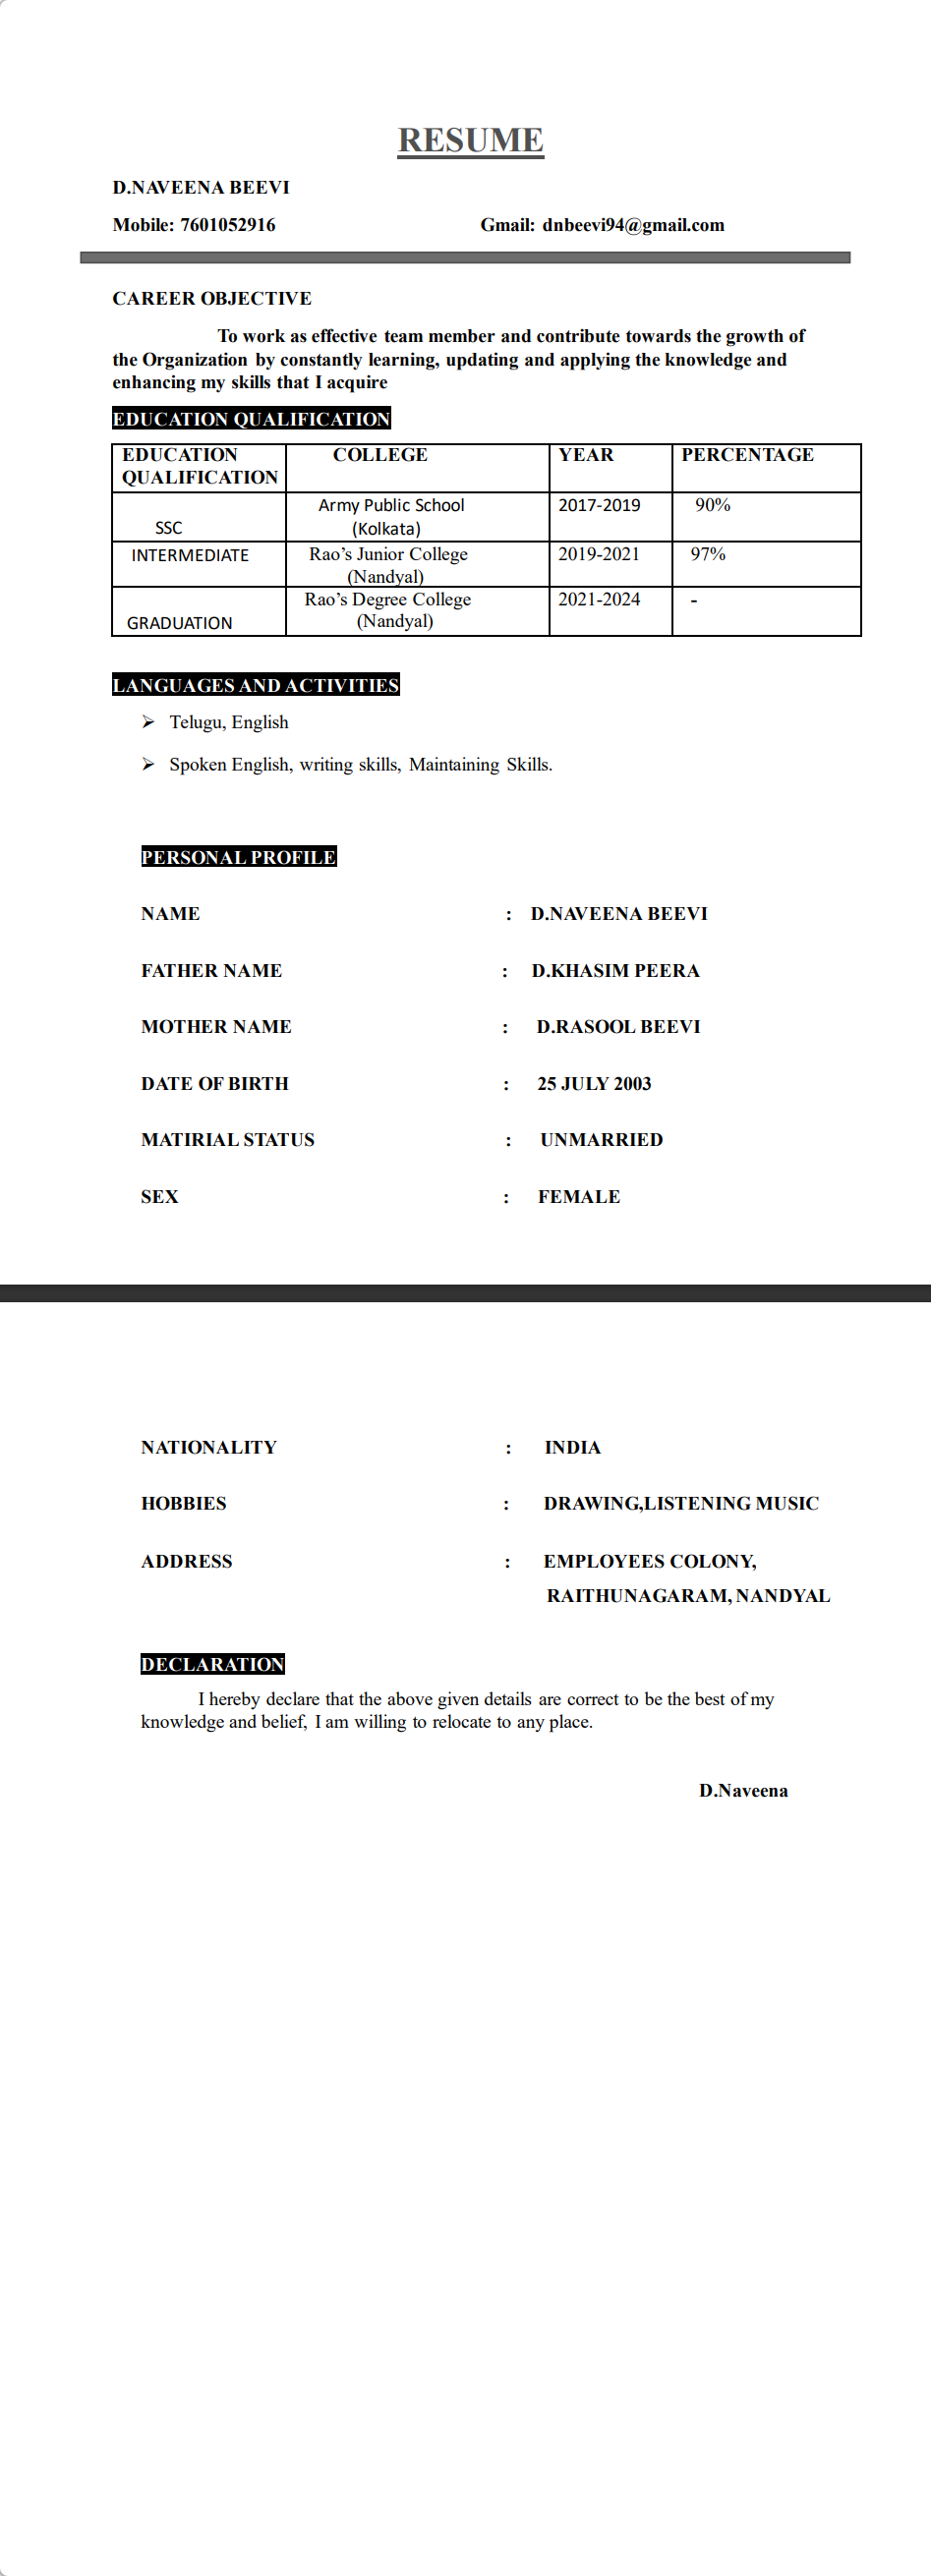 RESUME
D.NAVEENA BEEVI
Mobile: 7601052916 Gmail: dnbeevi94@gmail.com
CAREER OBJECTIVE
To work as effective team member and contribute towards the growth of
the Organization by constantly learning, updating and applying the knowledge and
enhancing my skills that I acquire
EDUCATION QUALIFICATION
EDUCATION QUALIFICATION COLLEGE YEAR PERCENTAGE
SSC Army Public School (Kolkata) 2017-2019 90%
INTERMEDIATE Rao’s Junior College (Nandyal) 2019-2021 97%
GRADUATION Rao’s Degree College (Nandyal) 2021-2024 -
LANGUAGES AND ACTIVITIES
➢ Telugu, English
➢ Spoken English, writing skills, Maintaining Skills.
PERSONAL PROFILE
NAME : D.NAVEENA BEEVI
FATHER NAME : D.KHASIM PEERA
MOTHER NAME : D.RASOOL BEEVI
DATE OF BIRTH : 25 JULY 2003
MATIRIAL STATUS : UNMARRIED
SEX : FEMALE
NATIONALITY : INDIA
HOBBIES : DRAWING,LISTENING MUSIC
ADDRESS : EMPLOYEES COLONY,
RAITHUNAGARAM, NANDYAL
DECLARATION
I hereby declare that the above given details are correct to be the best of my
knowledge and belief, I am willing to relocate to any place.
D.Naveena